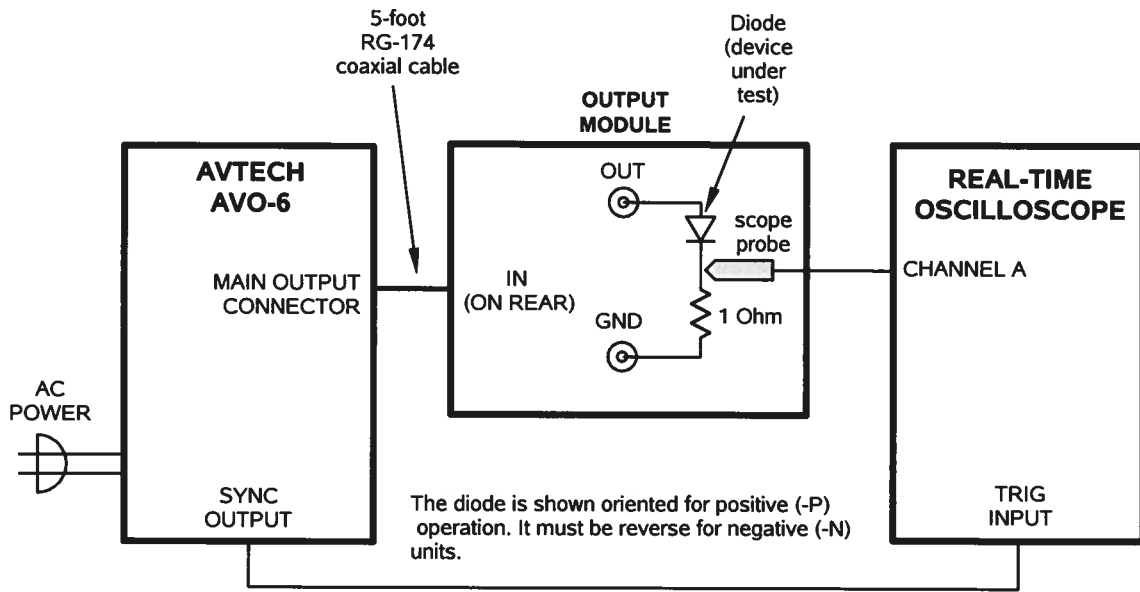 5-foot
RG-174
coaxial cable
Diode
(device
under
test)
OUTPUT
MODULE
AVTECH
AVO-6
OUT
scope
probe
REAL-TIME
OSCILLOSCOPE
MAIN OUTPUT
CONNECTOR
IN
(ON REAR)
CHANNEL A
GND
1 Ohm
AC
POWER
SYNC
OUTPUT
The diode is shown oriented for positive (-P)
operation. It must be reverse for negative (-N)
units.
TRIG
INPUT